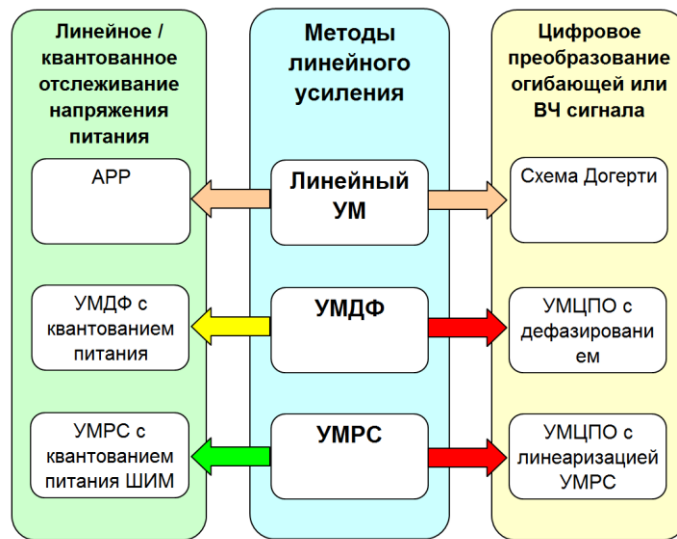 Линейное /
квантованное
отслеживание
напряжения
питания
АРР
УМДФ с
квантованием
питания
УМРС с
квантованием
питания ШИМ
Методы
линейного
усиления
Линейный
УМ
УМДФ
УМРС
Цифровое
преобразование
огибающей или
ВЧ сигнала
Схема Догерти
УМЦПО с
дефазировани
ем
УМЦПО с
линеаризацией
УМРС